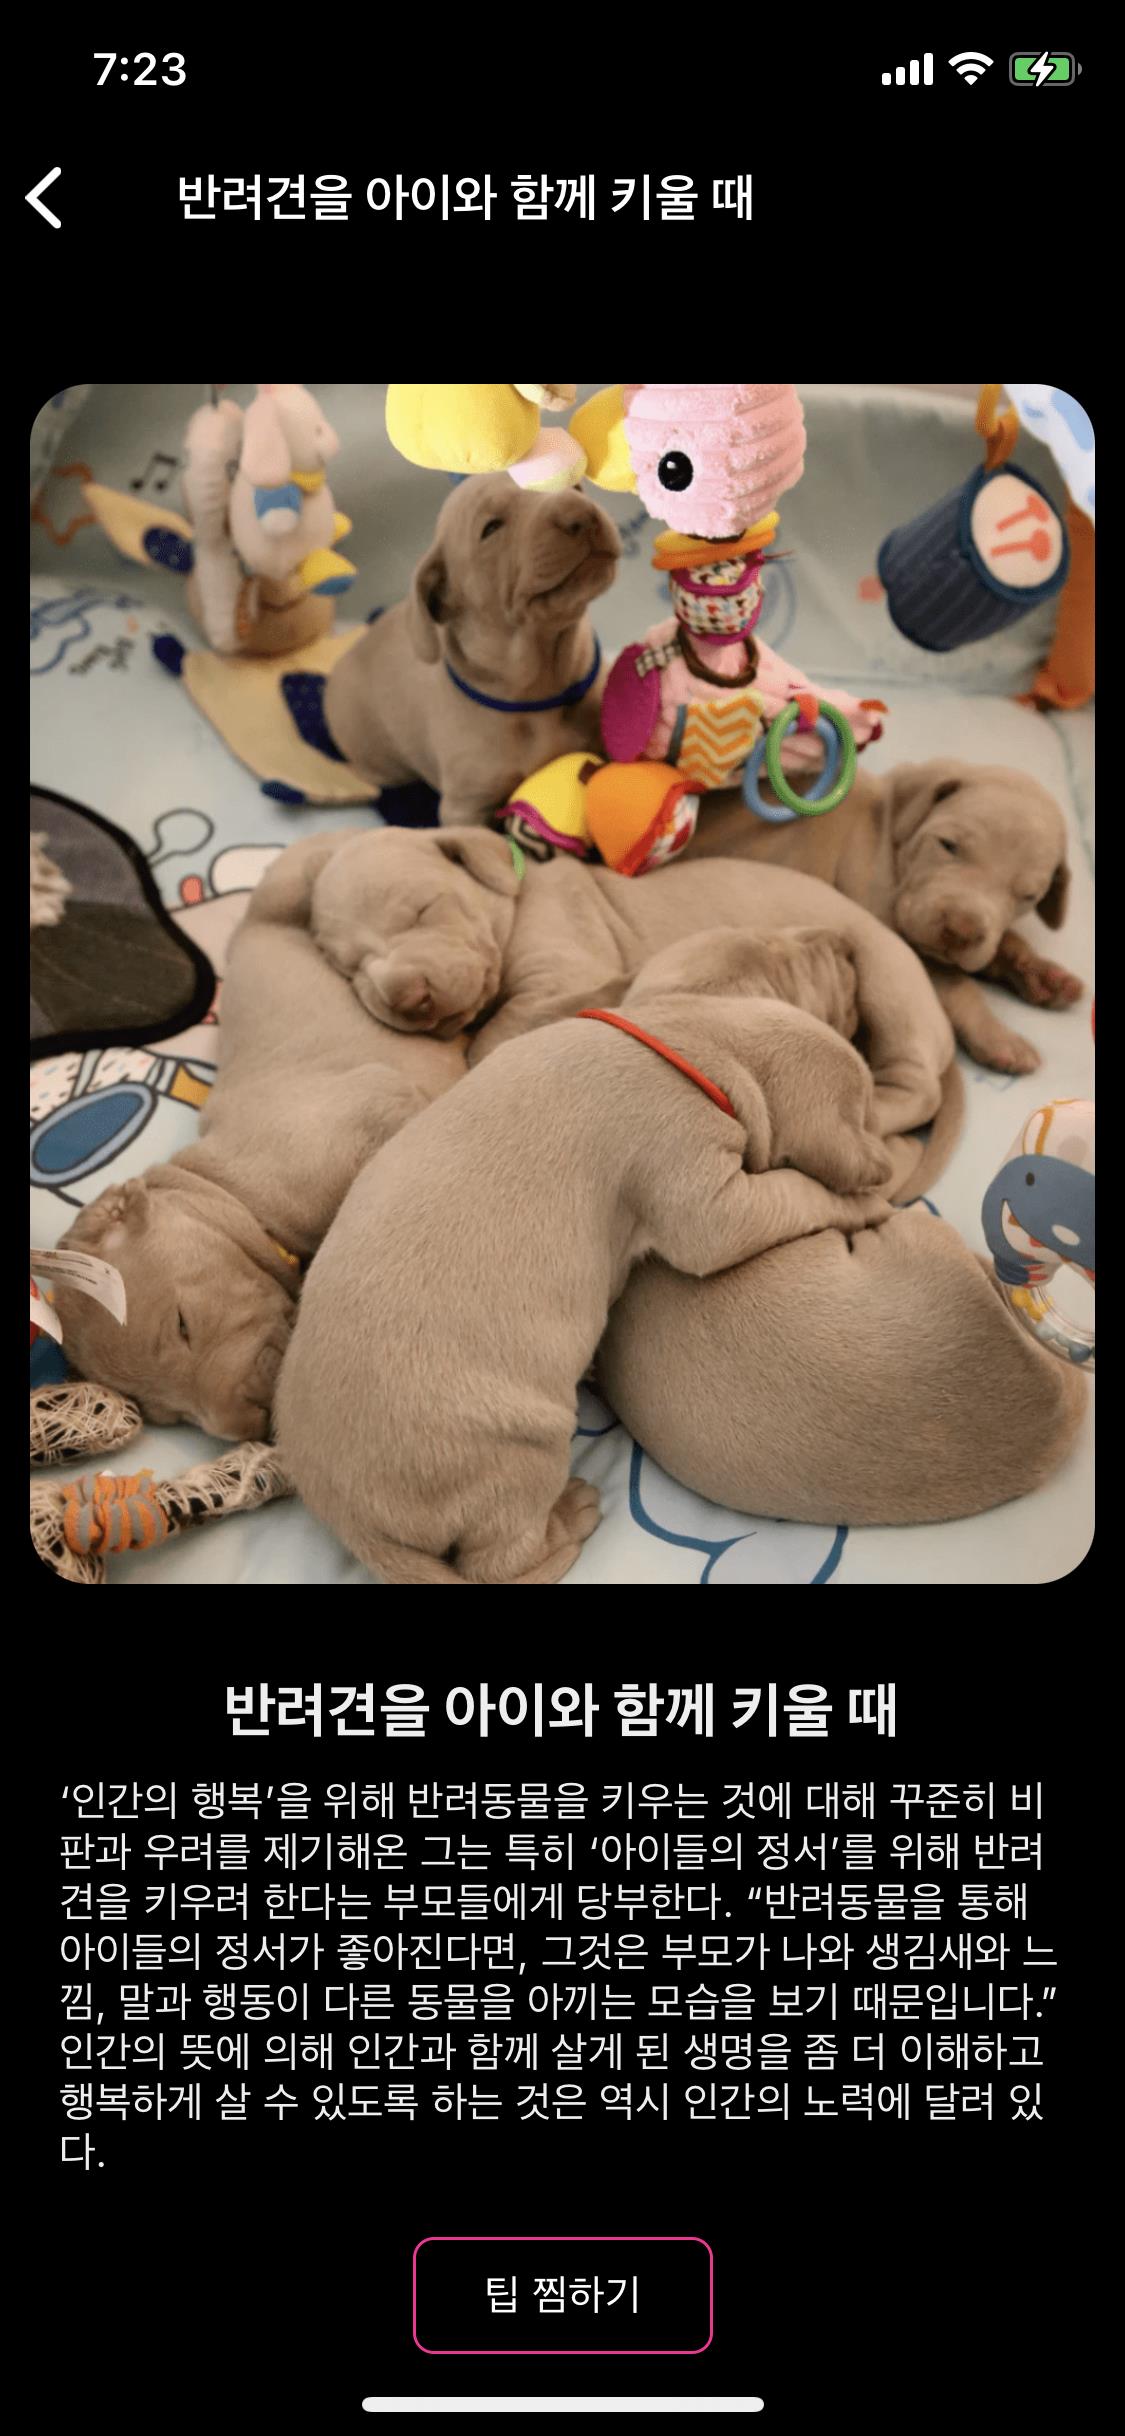 7:23
반려견을 아이와 함께 키울 때
반려견을 아이와 함께 키울 때
‘인간의 행복’을 위해 반려동물을 키우는 것에 대해 꾸준히 비
판과 우려를 제기해온 그는 특히 ‘아이들의 정서’를 위해 반려
견을 키우려 한다는 부모들에게 당부한다. “반려동물을 통해
아이들의 정서가 좋아진다면, 그것은 부모가 나와 생김새와 느
낌, 말과 행동이 다른 동물을 아끼는 모습을 보기 때문입니다.”
인간의 뜻에 의해 인간과 함께 살게 된 생명을 좀 더 이해하고
행복하게 살 수 있도록 하는 것은 역시 인간의 노력에 달려 있
다.
팁 찜하기